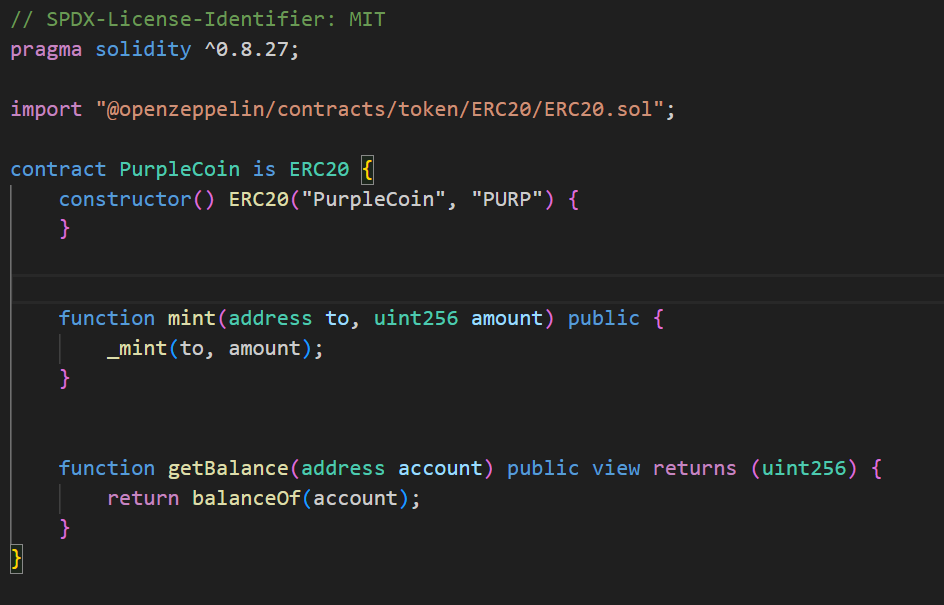 // SPDX-License-Identifier: MIT
pragma solidity ^0.8.27;
import "@openzeppelin/contracts/token/ERC20/ERC20.sol";
contract PurpleCoin is ERC20 {
    constructor() ERC20("PurpleCoin", "PURP") {
    }
    function mint(address to, uint256 amount) public {
        _mint(to, amount);
    }
    function getBalance(address account) public view returns (uint256) {
        return balanceOf(account);
    }
}